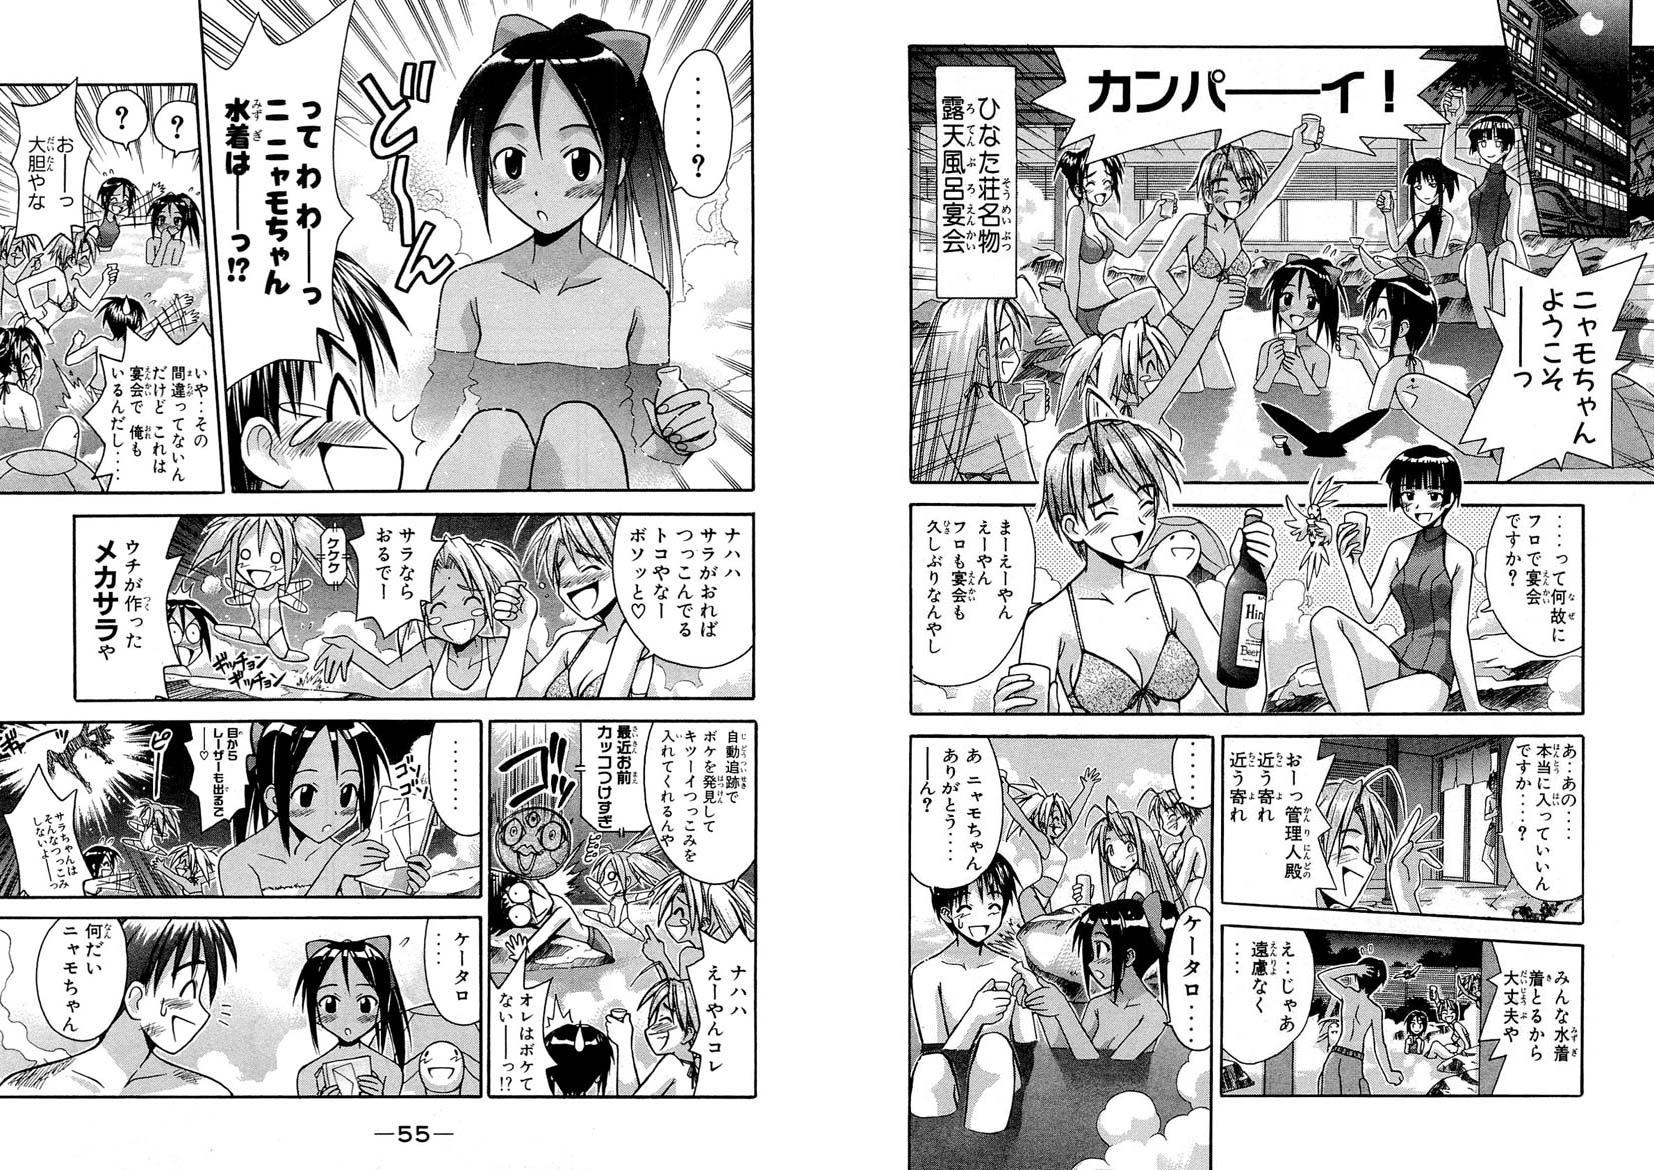 カンパーーイ！
ひなた荘名物
露天風呂宴会
ニャモちゃん
ようこそ
ーーっ
‥‥って何故に
フロで宴会
ですか？
まーえーやん
えーやん
フロも宴会も
久しぶりなんやし
Hin
Beer
あ‥あの‥‥
本当に入っていいん
ですか‥‥？
おーっ 管理人殿
近う寄れ
近う寄れ
みんな水着
着とるから
大丈夫や
え‥じゃあ
遠慮なく
‥‥
‥‥‥
ケータロ‥‥
あ ニャモちゃん
ありがとう‥‥
ーーん？
‥‥‥？
どーーん
ってわわーーっ
ニニャモちゃん
水着はーーっ!?
？
？
おーーっ
大胆やな
いや‥その
間違ってないん
だけど これは
宴会で 俺も
いるんだし‥‥
ナハハ
サラがおれば
つっこんでる
トコやなー
ボソッと♡
サラなら
おるでー
ケケケ
ウチが作った
メカサラや
ギッチョン
ギッチョン
自動追跡で
ボケを発見して
キツーイつっこみを
入れてくれるんや
最近お前
カッコつけすぎ
ナハハ
えーやんコレ
オレはボケて
ないーーっ!?
‥‥‥
ゴソ
ゴソ
目から
レーザーも出るで
ー♡
ピーー
サラちゃんは
そんなつっこみ
しないよーーっ
ケータロ
‥‥
何だい
ニャモちゃん
—55—